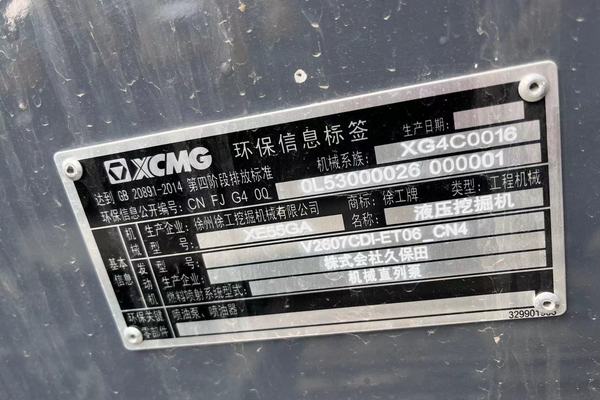 XCMG 环保信息标签
达到 GB 20891-2014 第四阶段排放标准 生产日期:
环保信息公开编号: CN FJ G4 0Q 0L53000026 000001 机械系族: XG4C0016
机械 生产企业: 徐州徐工挖掘机械有限公司 商标: 徐工牌 类型: 工程机械
型号: XE55GA 名称: 液压挖掘机
基本信息 发动机 型号: V2607CDI-ET06_CN4
生产企业: 株式会社久保田
燃料喷射系统型式: 机械直列泵
环保关键零部件 喷油泵、喷油器